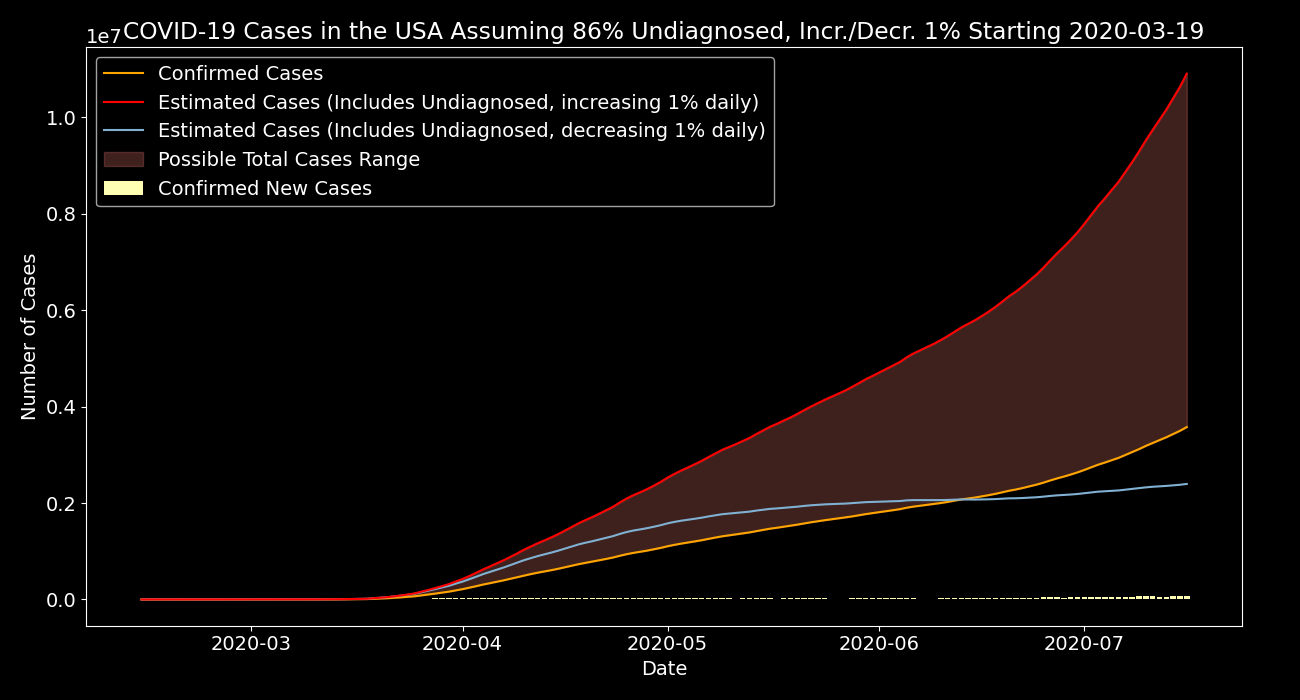 COVID-19 Cases in the USA Assuming 86% Undiagnosed, Incr./Decr. 1% Starting 2020-03-19
1e7
Confirmed Cases
Estimated Cases (Includes Undiagnosed, increasing 1% daily)
Estimated Cases (Includes Undiagnosed, decreasing 1% daily)
Possible Total Cases Range
Confirmed New Cases
Number of Cases
1.0
0.8
0.6
0.4
0.2
0.0
2020-03 2020-04 2020-05 2020-06 2020-07
Date